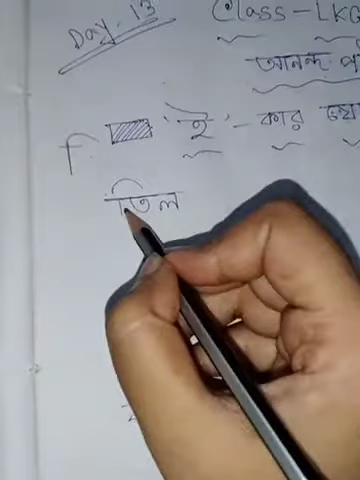 Day-13
Class-LKG
আনন্দ
ি 'ই' - কার
তিল